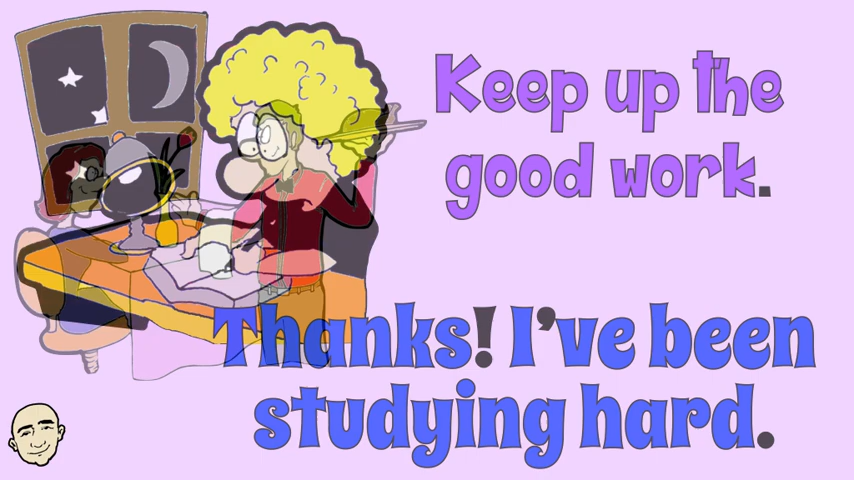 Keep up the
good work.
Thanks! I've been
studying hard.